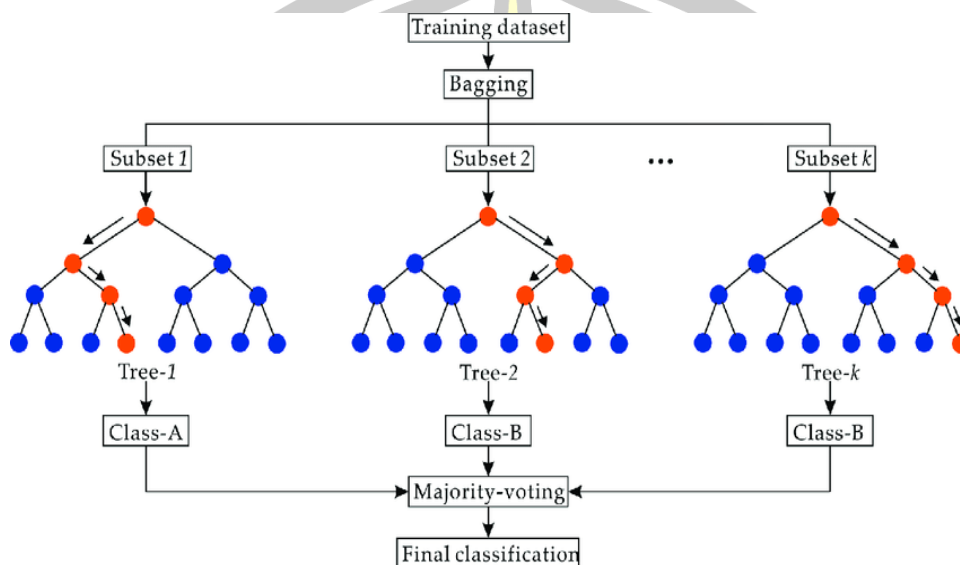 Training dataset
Bagging
Subset 1
Subset 2
...
Subset k
Tree-1
Tree-2
Tree-k
Class-A
Class-B
Class-B
Majority-voting
Final classification